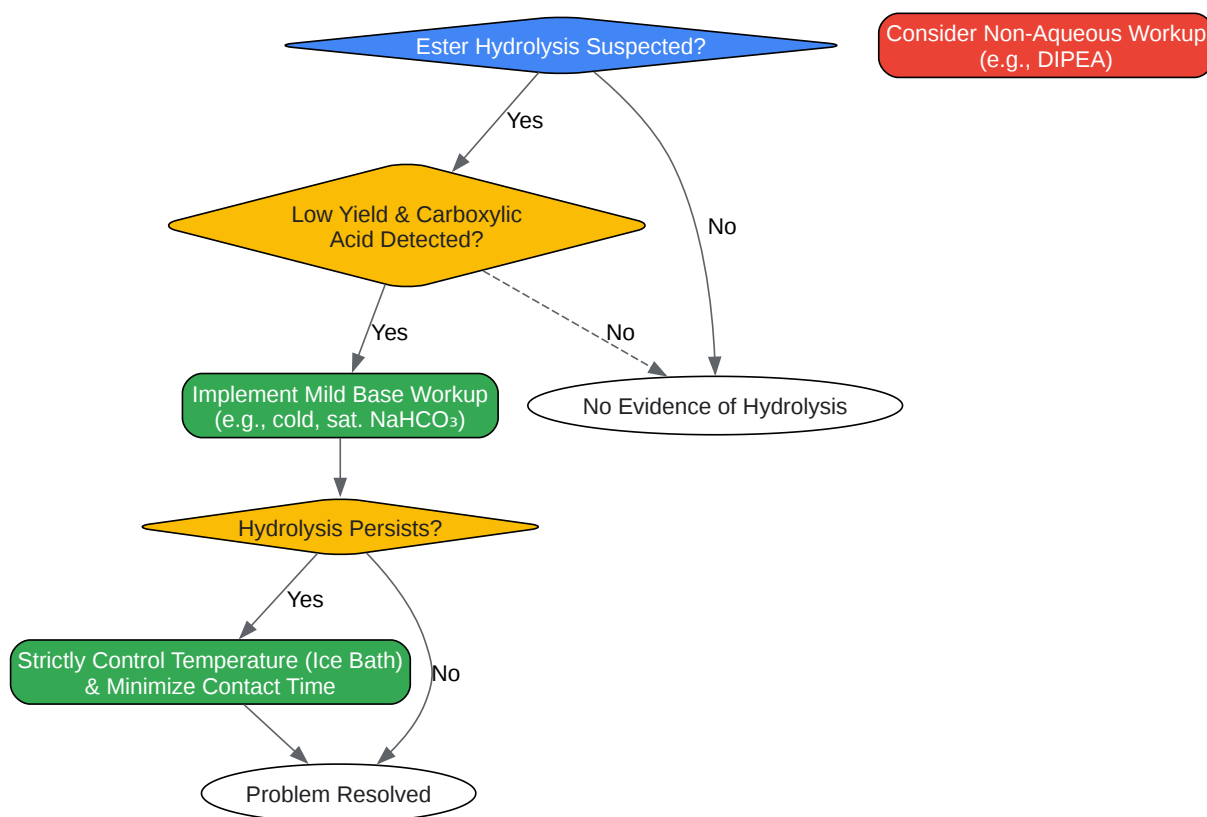 Ester Hydrolysis Suspected?
Consider Non-Aqueous Workup
(e.g., DIPEA)
Yes
No
Low Yield & Carboxylic
Acid Detected?
Yes
No
Implement Mild Base Workup
(e.g., cold, sat. NaHCO₃)
No Evidence of Hydrolysis
Hydrolysis Persists?
Yes
No
Strictly Control Temperature (Ice Bath)
& Minimize Contact Time
Problem Resolved